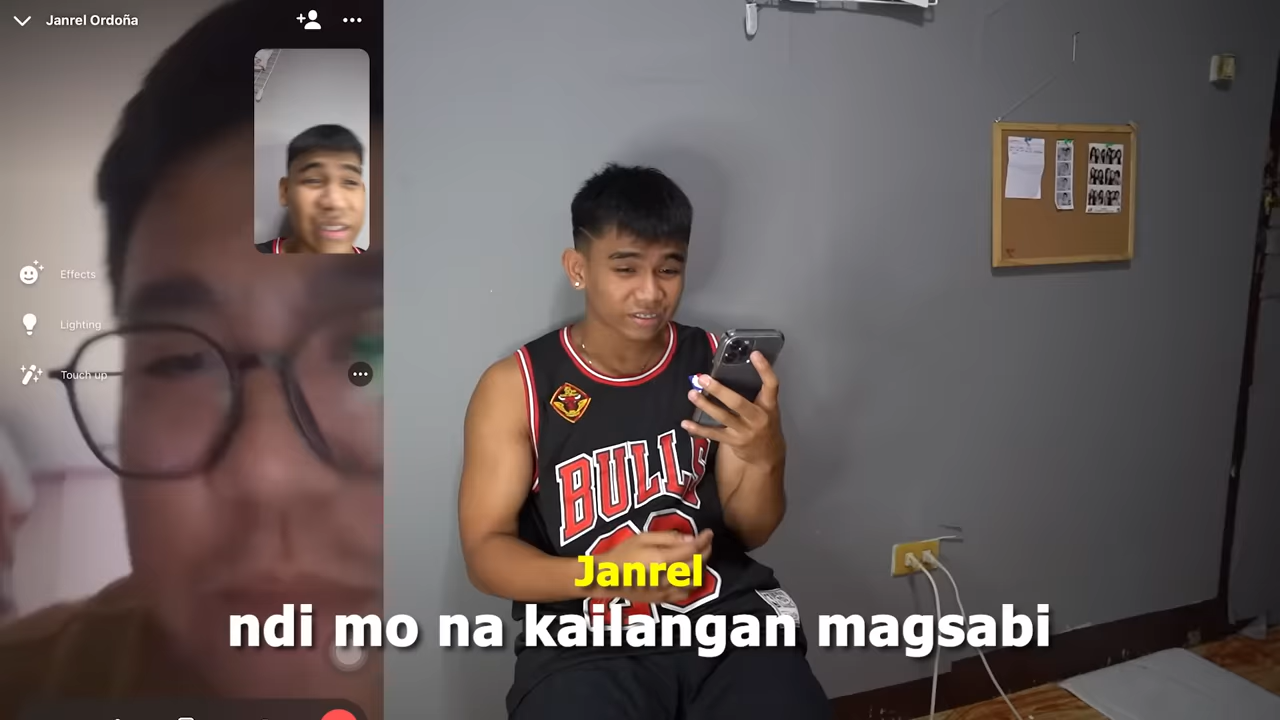 Janrel Ordoña
Effects
Lighting
Touch up
BULLS
Janrel
ndi mo na kailangan magsabi